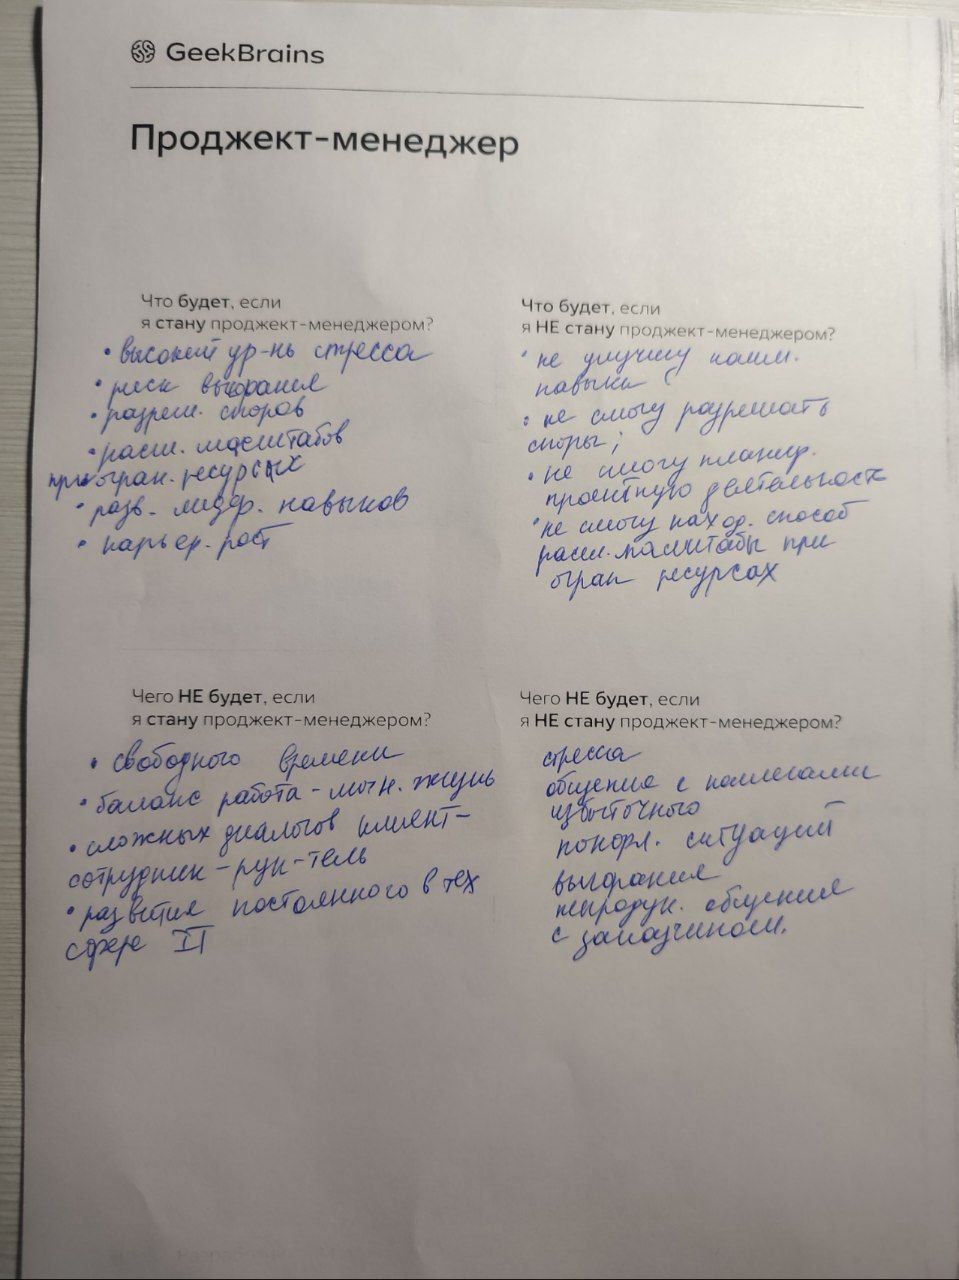 GeekBrains
Проджект-менеджер
Что будет, если
я стану проджект-менеджером?
• высокий ур-нь стресса
• риск выгорания
• разреш. споров
• расш. масштабов
при огран. ресурсах
• разв. лидер. навыков
• карьер. рост
Что будет, если
я НЕ стану проджект-менеджером?
• не улучшу комм.
навыки
• не смогу разрешать
споры;
• не смогу планир.
проектную деятельность
• не смогу наход. способ
расш. масштабы при
огран ресурсах
Чего НЕ будет, если
я стану проджект-менеджером?
• свободного времени
• баланс работа - личн. жизнь
• сложных диалогов клиент-
сотрудник - рук-тель
• развития постоянного в тех
сфере IT
Чего НЕ будет, если
я НЕ стану проджект-менеджером?
стресса
общение с коллегами
избыточного
конфл. ситуаций
выгорания
непродук. общения
с заказчиком.